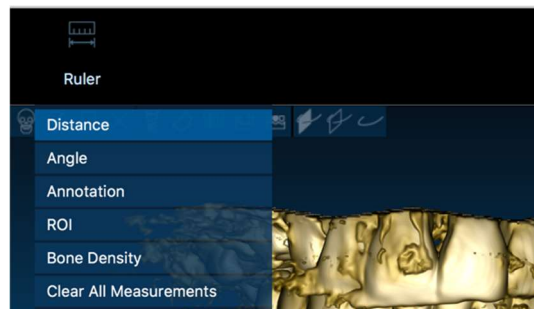 Ruler
Distance
Angle
Annotation
ROI
Bone Density
Clear All Measurements